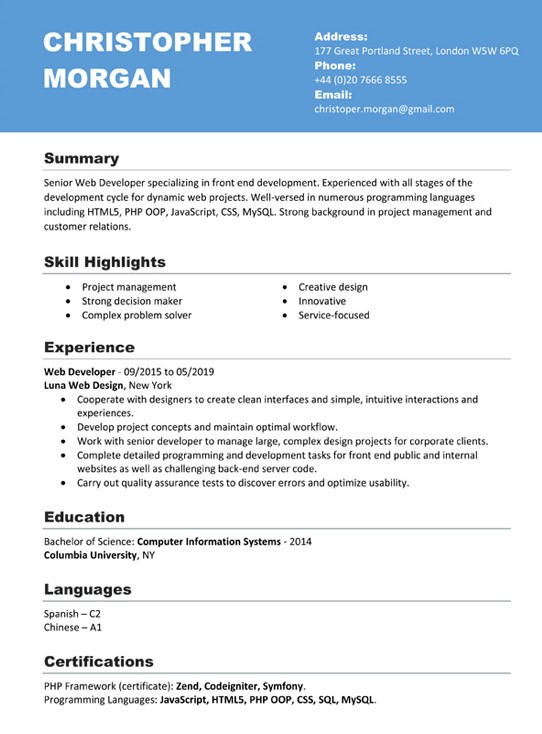 CHRISTOPHER
MORGAN
Address:
177 Great Portland Street, London W5W 6PQ
Phone:
+44 (0)20 7666 8555
Email:
christoper.morgan@gmail.com
Summary
Senior Web Developer specializing in front end development. Experienced with all stages of the
development cycle for dynamic web projects. Well-versed in numerous programming languages
including HTML5, PHP OOP, JavaScript, CSS, MySQL. Strong background in project management and
customer relations.
Skill Highlights
• Project management
• Strong decision maker
• Complex problem solver
• Creative design
• Innovative
• Service-focused
Experience
Web Developer - 09/2015 to 05/2019
Luna Web Design, New York
• Cooperate with designers to create clean interfaces and simple, intuitive interactions and
experiences.
• Develop project concepts and maintain optimal workflow.
• Work with senior developer to manage large, complex design projects for corporate clients.
• Complete detailed programming and development tasks for front end public and internal
websites as well as challenging back-end server code.
• Carry out quality assurance tests to discover errors and optimize usability.
Education
Bachelor of Science: Computer Information Systems - 2014
Columbia University, NY
Languages
Spanish – C2
Chinese – A1
Certifications
PHP Framework (certificate): Zend, Codeigniter, Symfony.
Programming Languages: JavaScript, HTML5, PHP OOP, CSS, SQL, MySQL.